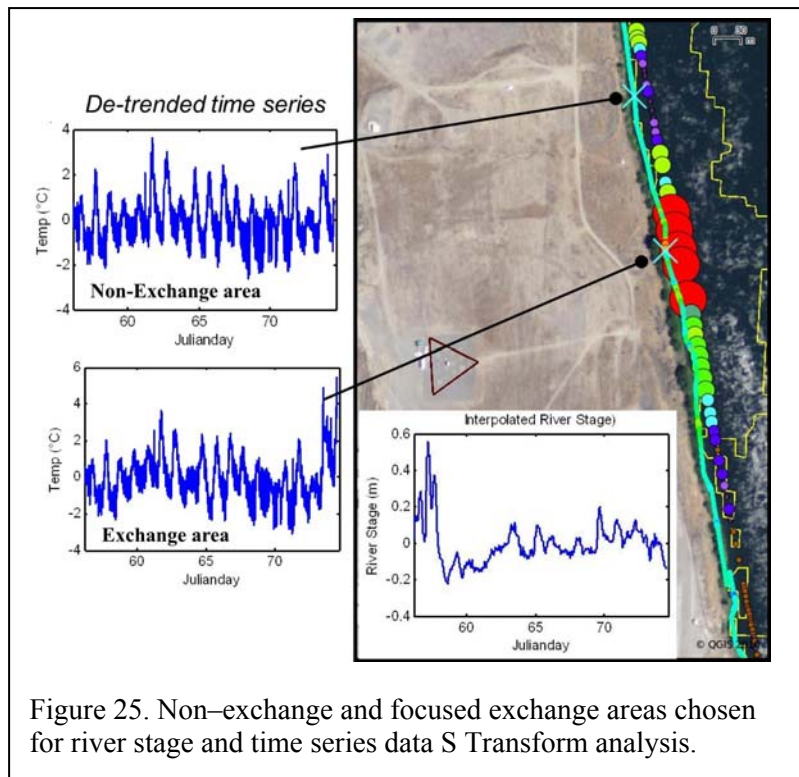 De-trended time series
4
2
0
-2
-4
Temp (°C)
Non-Exchange area
60 65 70
Julianday
6
4
2
0
-2
-4
Temp (°C)
Exchange area
60 65 70
Julianday
0 30
m
Interpolated River Stage)
0.6
0.4
0.2
0
-0.2
-0.4
River Stage (m)
60 65 70
Julianday
© QGIS
Figure 25. Non–exchange and focused exchange areas chosen
for river stage and time series data S Transform analysis.